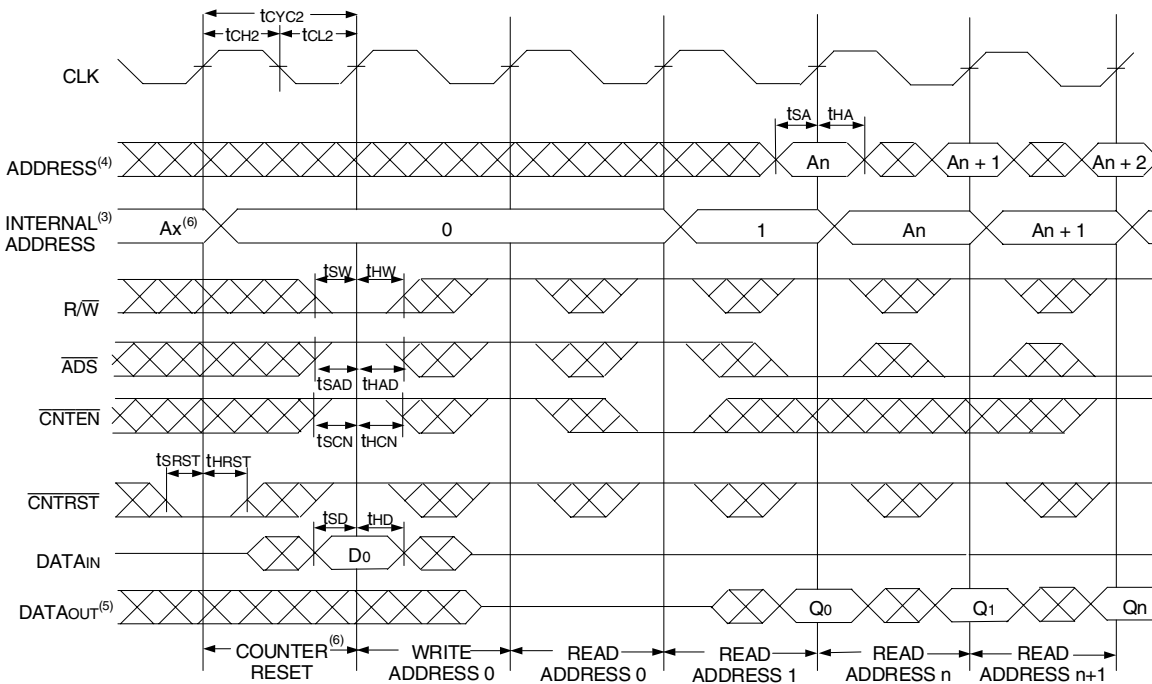 tCYC2
tCH2 tCL2
CLK
tSA tHA
ADDRESS(4)
An An + 1 An + 2
INTERNAL(3)
ADDRESS
Ax(6) 0 1 An An + 1
tSW tHW
R/W̅
A̅D̅S̅
tSAD tHAD
C̅N̅T̅E̅N̅
tSCN tHCN
tSRST tHRST
C̅N̅T̅R̅S̅T̅
tSD tHD
DATAIN
D0
DATAOUT(5)
Q0 Q1 Qn
COUNTER(6)
RESET
WRITE
ADDRESS 0
READ
ADDRESS 0
READ
ADDRESS 1
READ
ADDRESS n
READ
ADDRESS n+1